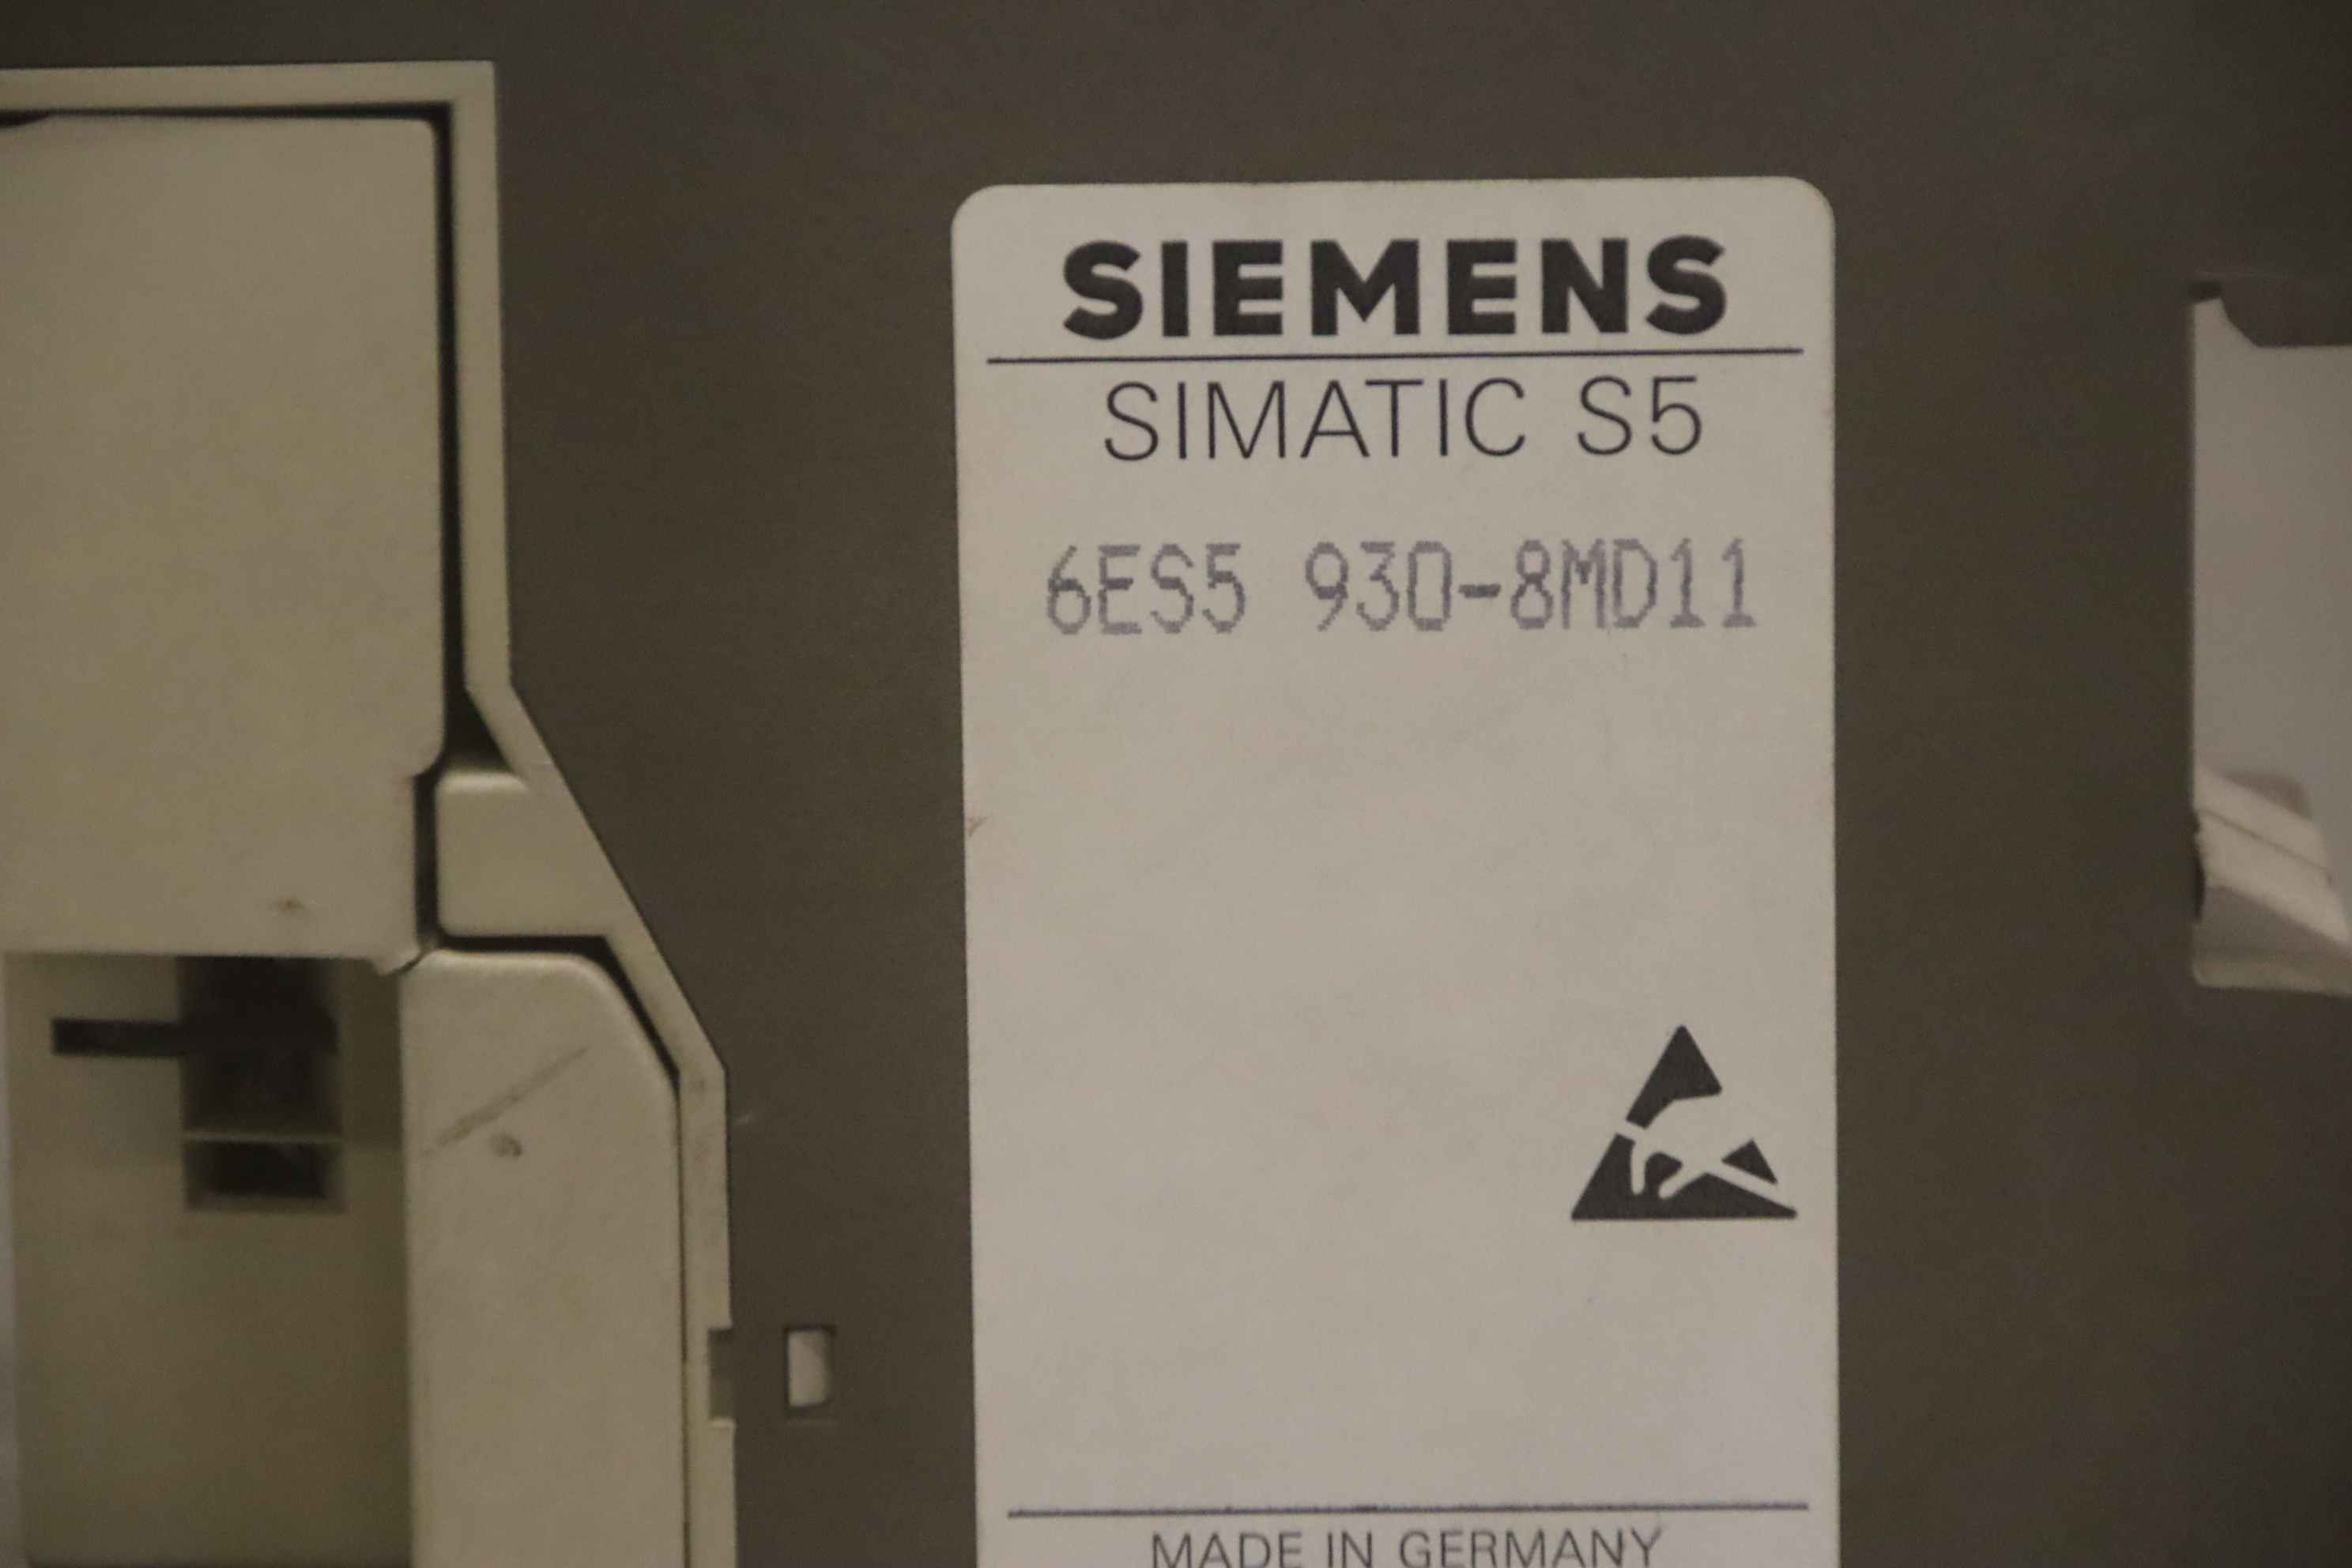 SIEMENS
SIMATIC S5
6ES5 930-8MD11
MADE IN GERMANY